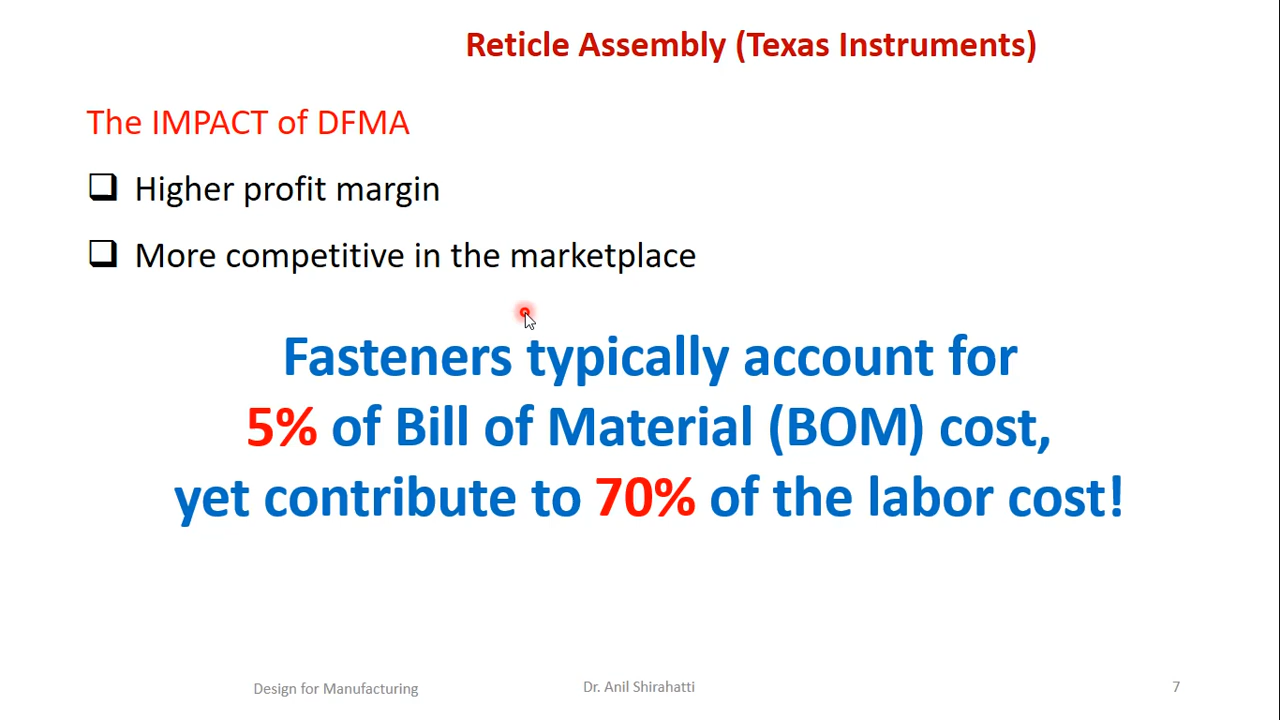 Reticle Assembly (Texas Instruments)
The IMPACT of DFMA
Higher profit margin
More competitive in the marketplace
Fasteners typically account for
5% of Bill of Material (BOM) cost,
yet contribute to 70% of the labor cost!
Design for Manufacturing
Dr. Anil Shirahatti
7